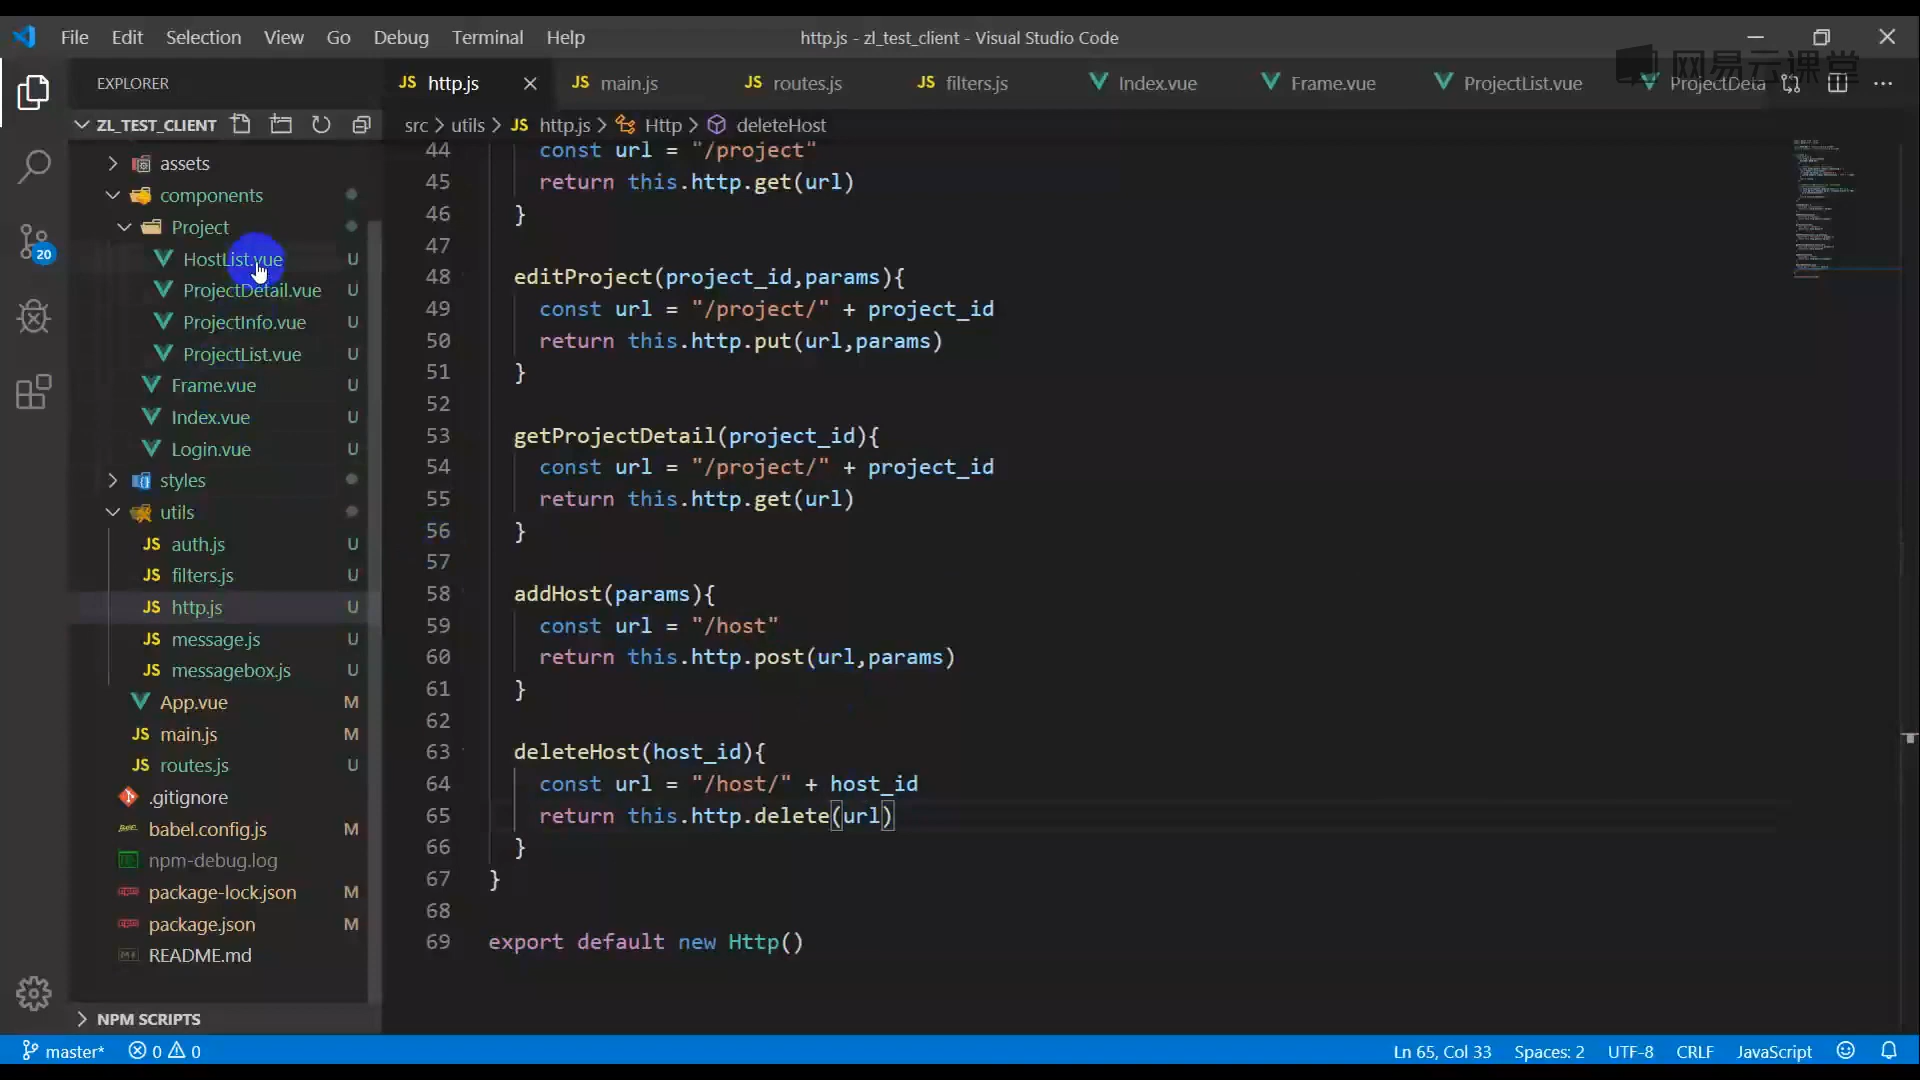 File Edit Selection View Go Debug Terminal Help
http.js - zl_test_client - Visual Studio Code
网易云课堂
EXPLORER
JS http.js
JS main.js
JS routes.js
JS filters.js
Index.vue
Frame.vue
ProjectList.vue
ProjectDeta
ZL_TEST_CLIENT
src > utils > JS http.js > Http > deleteHost
assets
components
Project
HostList.vue U
ProjectDetail.vue U
ProjectInfo.vue U
ProjectList.vue U
Frame.vue U
Index.vue U
Login.vue U
styles
utils
JS auth.js U
JS filters.js U
JS http.js U
JS message.js U
JS messagebox.js U
App.vue M
JS main.js M
JS routes.js U
.gitignore
babel.config.js M
npm-debug.log
package-lock.json M
package.json M
README.md
NPM SCRIPTS
20
44 const url = "/project"
45 return this.http.get(url)
46 }
47
48 editProject(project_id,params){
49 const url = "/project/" + project_id
50 return this.http.put(url,params)
51 }
52
53 getProjectDetail(project_id){
54 const url = "/project/" + project_id
55 return this.http.get(url)
56 }
57
58 addHost(params){
59 const url = "/host"
60 return this.http.post(url,params)
61 }
62
63 deleteHost(host_id){
64 const url = "/host/" + host_id
65 return this.http.delete(url)
66 }
67 }
68
69 export default new Http()
master* 0 0
Ln 65, Col 33 Spaces: 2 UTF-8 CRLF JavaScript